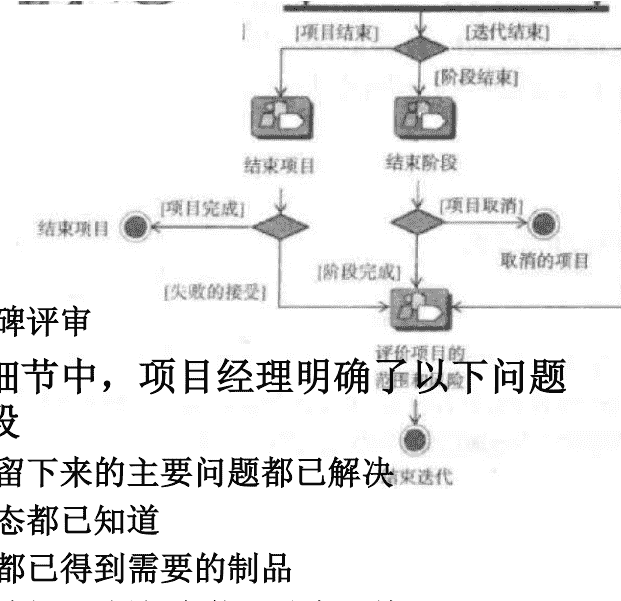 [项目结束]
[迭代结束]
[阶段结束]
结束项目
结束阶段
[项目完成]
[项目取消]
结束项目
取消的项目
[阶段完成]
[失败的接受]
碑评审
评价项目的
细节中，项目经理明确了以下问题
段
留下来的主要问题都已解决
结束迭代
态都已知道
都已得到需要的制品